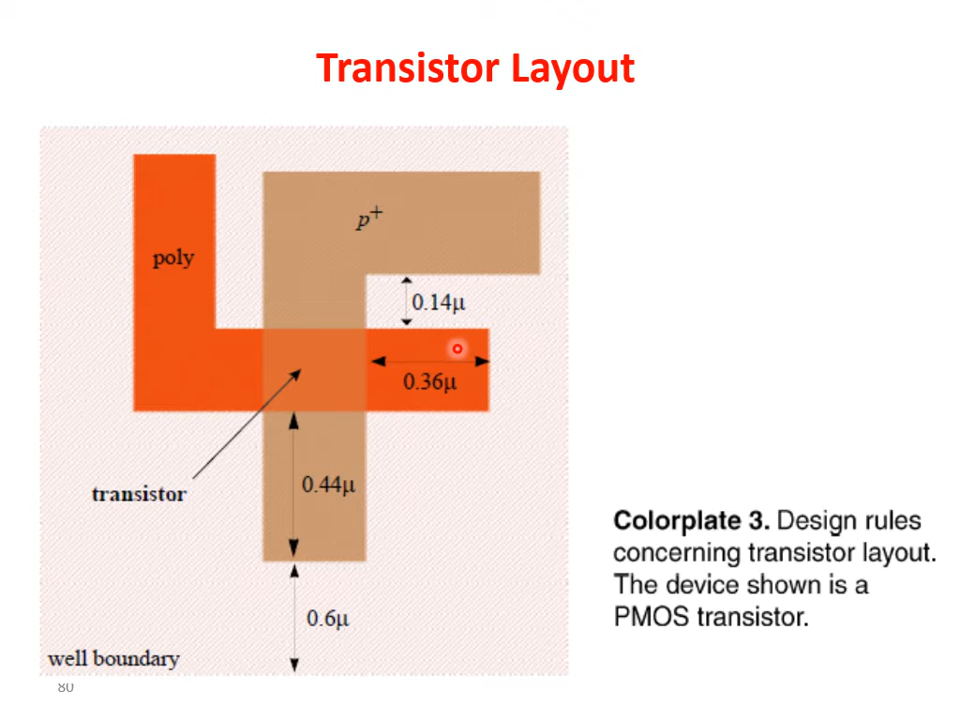 Transistor Layout
p+
poly
0.14μ
0.36μ
0.44μ
transistor
0.6μ
well boundary
Colorplate 3. Design rules
concerning transistor layout.
The device shown is a
PMOS transistor.
80